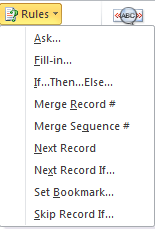 Rules
«ABC»
Ask...
Fill-in...
If...Then...Else...
Merge Record #
Merge Sequence #
Next Record
Next Record If...
Set Bookmark...
Skip Record If...